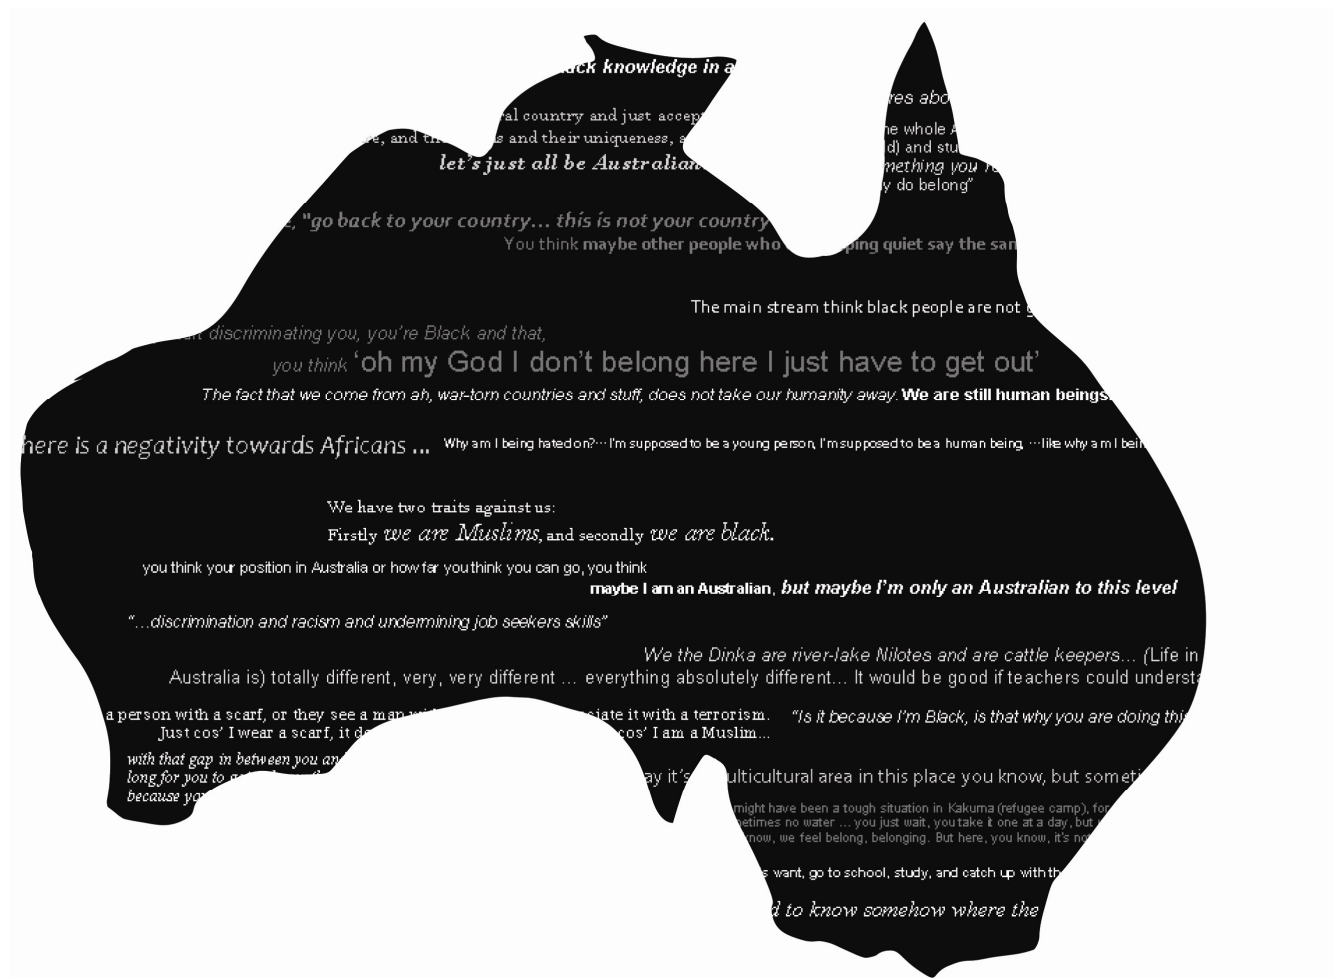 ack knowledge in a
res abo
al country and just accep
he whole A
e, and th s and their uniqueness, a
d) and stu
let's just all be Australian
mething you
y do belong"
, "go back to your country… this is not your country
You think maybe other people who ping quiet say the sam
The main stream think black people are not g
discriminating you, you're Black and that,
you think 'oh my God I don't belong here I just have to get out'
The fact that we come from ah, war-torn countries and stuff, does not take our humanity away. We are still human beings.
here is a negativity towards Africans ...
Why am I being hated on?… I'm supposed to be a young person, I'm supposed to be a human being, …like why am I bein
We have two traits against us:
Firstly we are Muslims, and secondly we are black.
you think your position in Australia or how far you think you can go, you think
maybe I am an Australian, but maybe I'm only an Australian to this level
"…discrimination and racism and undermining job seekers skills"
We the Dinka are river-lake Nilotes and are cattle keepers… (Life in
Australia is) totally different, very, very different … everything absolutely different… It would be good if teachers could understa
a person with a scarf, or they see a man wi iate it with a terrorism.
"Is it because I'm Black, is that why you are doing this
Just cos' I wear a scarf, it do cos' I am a Muslim...
with that gap in between you an
long for you to
because yo
ay it's ulticultural area in this place you know, but someti
might have been a tough situation in Kakuma (refugee camp), for
etimes no water … you just wait, you take it one at a day, but
know, we feel belong, belonging. But here, you know, it's no
s want, go to school, study, and catch up with th
d to know somehow where the